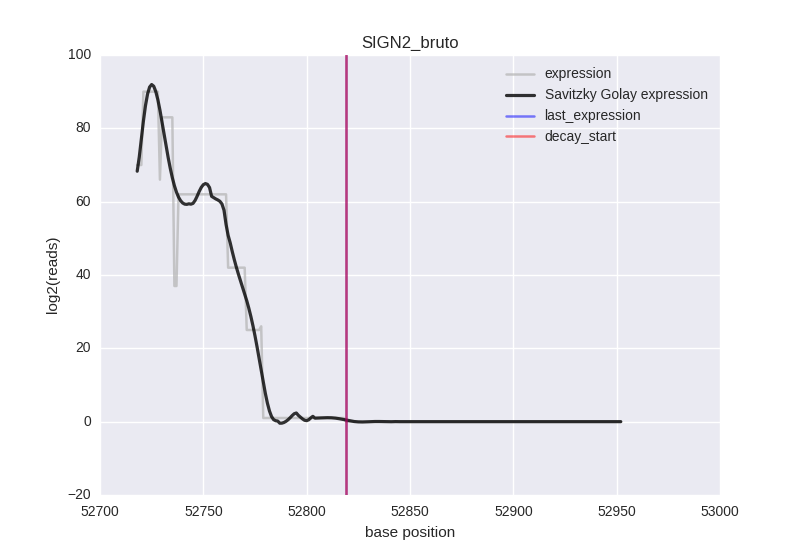 SIGN2_bruto
100
80
60
40
20
0
−20
log2(reads)
expression
Savitzky Golay expression
last_expression
decay_start
52700 52750 52800 52850 52900 52950 53000
base position